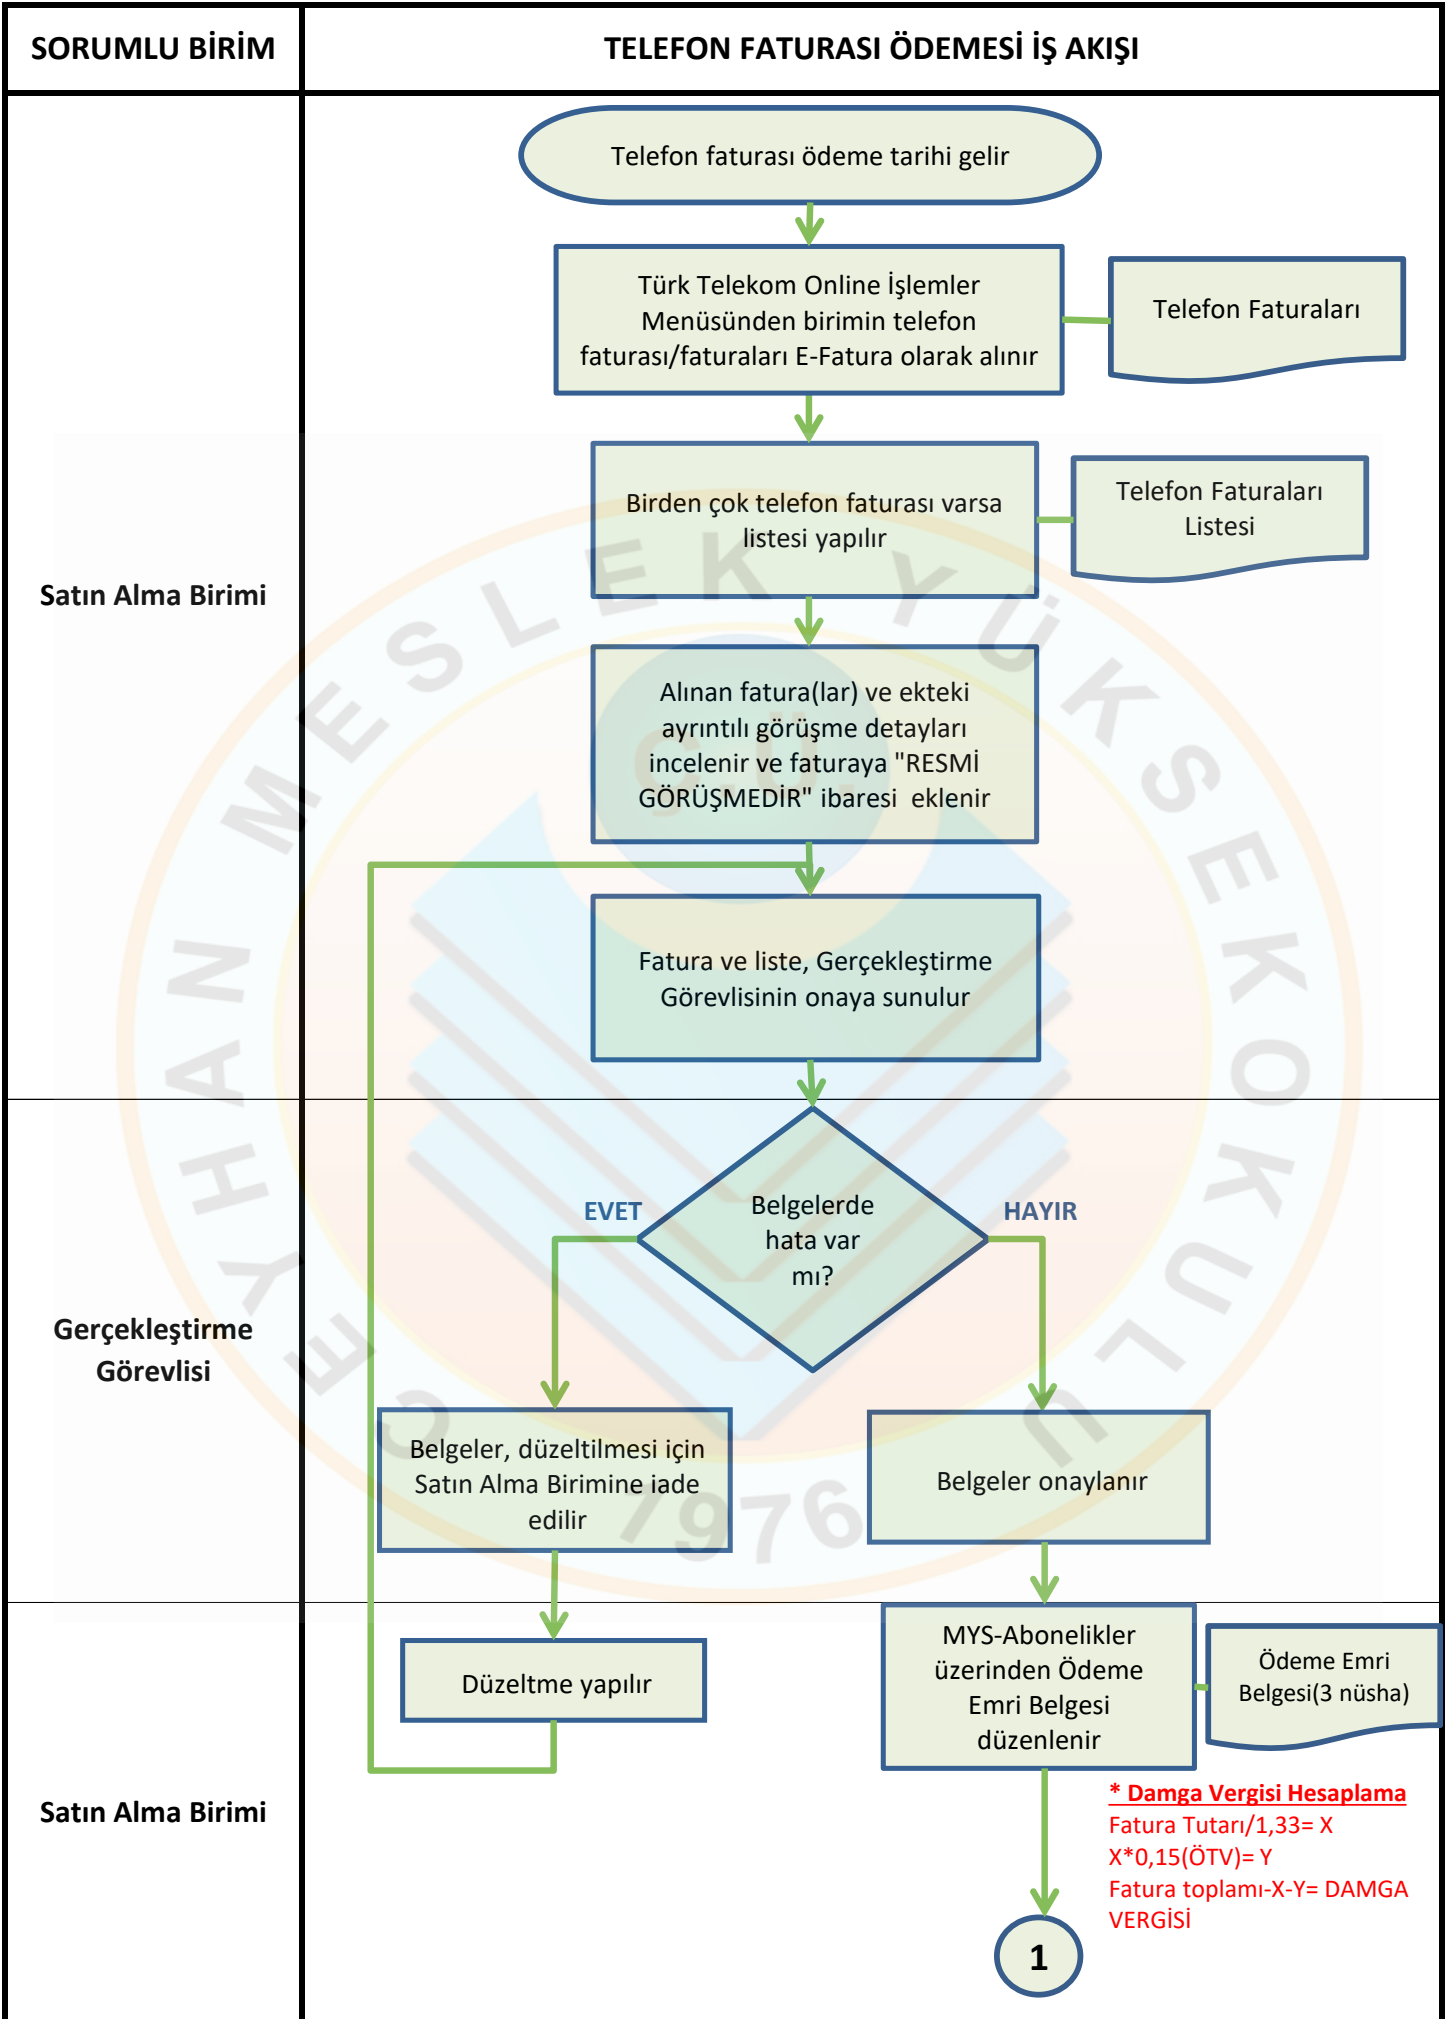 SORUMLU BİRİM
TELEFON FATURASI ÖDEMESİ İŞ AKIŞI
Telefon faturası ödeme tarihi gelir
Türk Telekom Online İşlemler
Menüsünden birimin telefon
faturası/faturaları E-Fatura olarak alınır
Telefon Faturaları
Birden çok telefon faturası varsa
listesi yapılır
Telefon Faturaları
Listesi
Satın Alma Birimi
Alınan fatura(lar) ve ekteki
ayrıntılı görüşme detayları
incelenir ve faturaya "RESMİ
GÖRÜŞMEDİR" ibaresi  eklenir
Fatura ve liste, Gerçekleştirme
Görevlisinin onaya sunulur
EVET
Belgelerde
hata var
mı?
HAYIR
Gerçekleştirme
Görevlisi
Belgeler, düzeltilmesi için
Satın Alma Birimine iade
edilir
Belgeler onaylanır
Düzeltme yapılır
MYS-Abonelikler
üzerinden Ödeme
Emri Belgesi
düzenlenir
Ödeme Emri
Belgesi(3 nüsha)
Satın Alma Birimi
* Damga Vergisi Hesaplama
Fatura Tutarı/1,33= X
X*0,15(ÖTV)= Y
Fatura toplamı-X-Y= DAMGA
VERGİSİ
1
CEYHAN MESLEK YÜKSEKOKULU
Ç.Ü.
1976